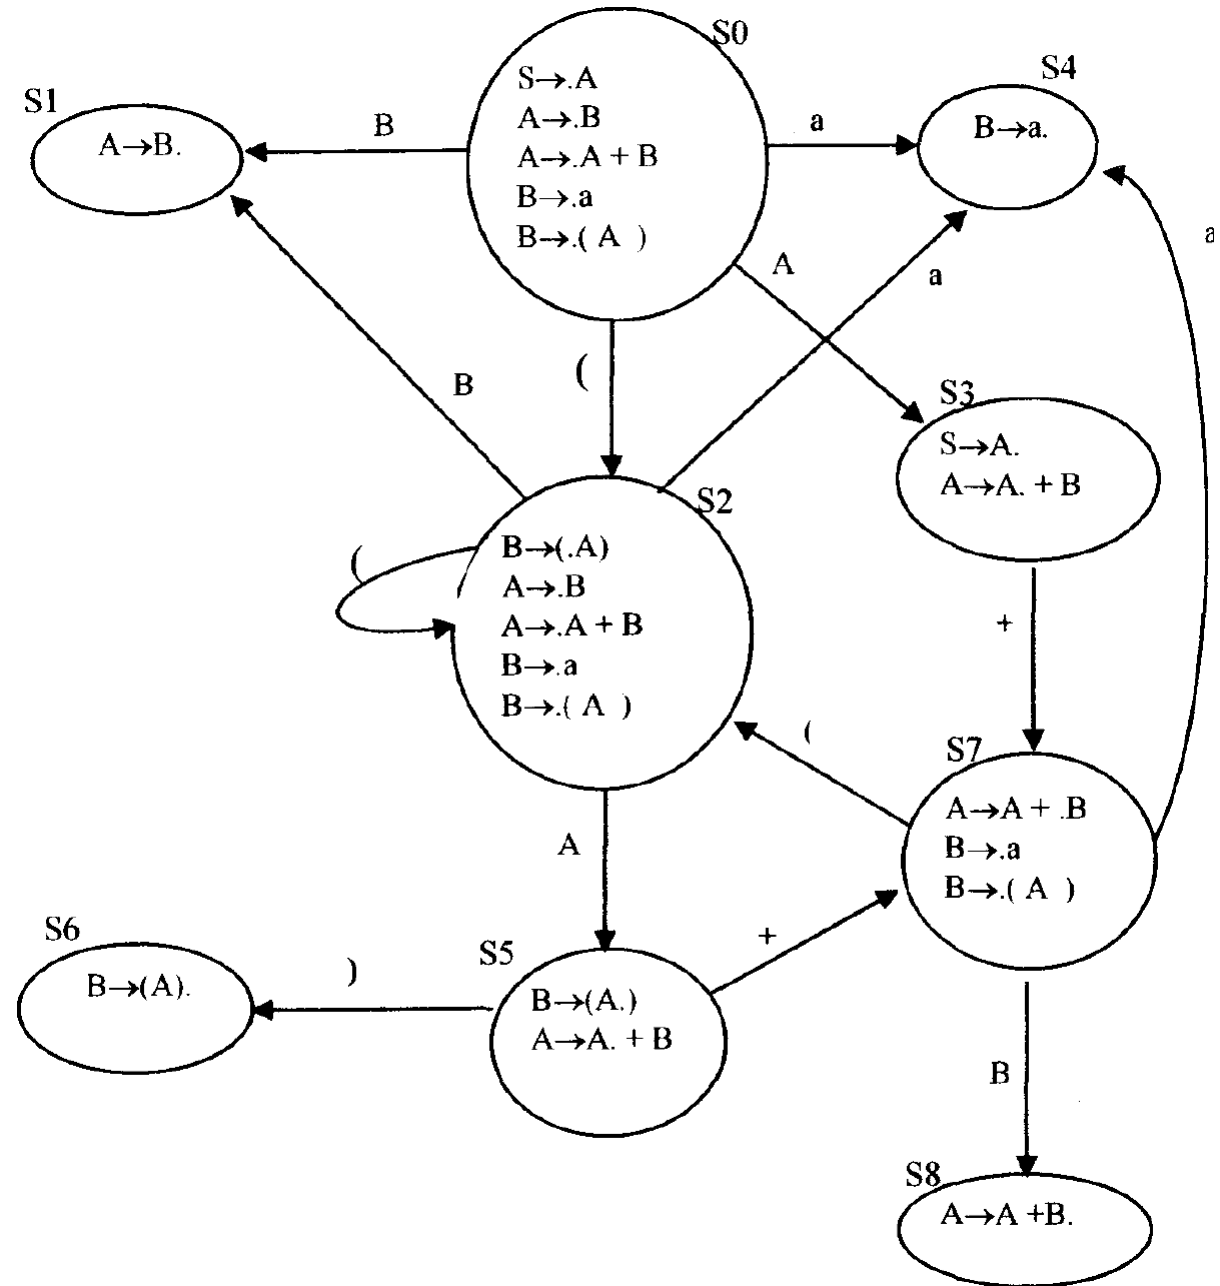 S0
S→.A
A→.B
A→.A + B
B→.a
B→.( A )
S1
A→B.
B
a
S4
B→a.
a
A
a
(
B
S3
S→A.
A→A. + B
S2
B→(.A)
A→.B
A→.A + B
B→.a
B→.( A )
(
+
(
S7
A→A + .B
B→.a
B→.( A )
A
S6
B→(A).
)
S5
B→(A.)
A→A. + B
+
B
S8
A→A +B.